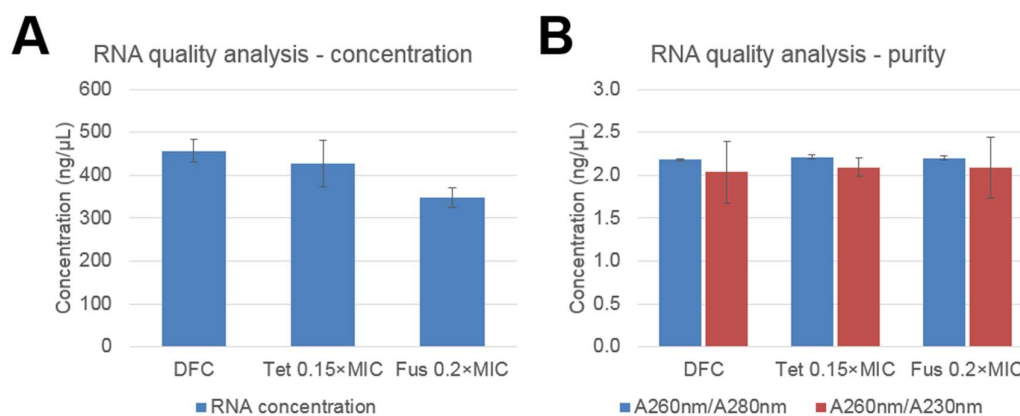 A
RNA quality analysis - concentration
Concentration (ng/µL)
600
500
400
300
200
100
0
DFC Tet 0.15×MIC Fus 0.2×MIC
RNA concentration
B
RNA quality analysis - purity
Concentration (ng/µL)
3.0
2.5
2.0
1.5
1.0
0.5
0.0
DFC Tet 0.15×MIC Fus 0.2×MIC
A260nm/A280nm A260nm/A230nm